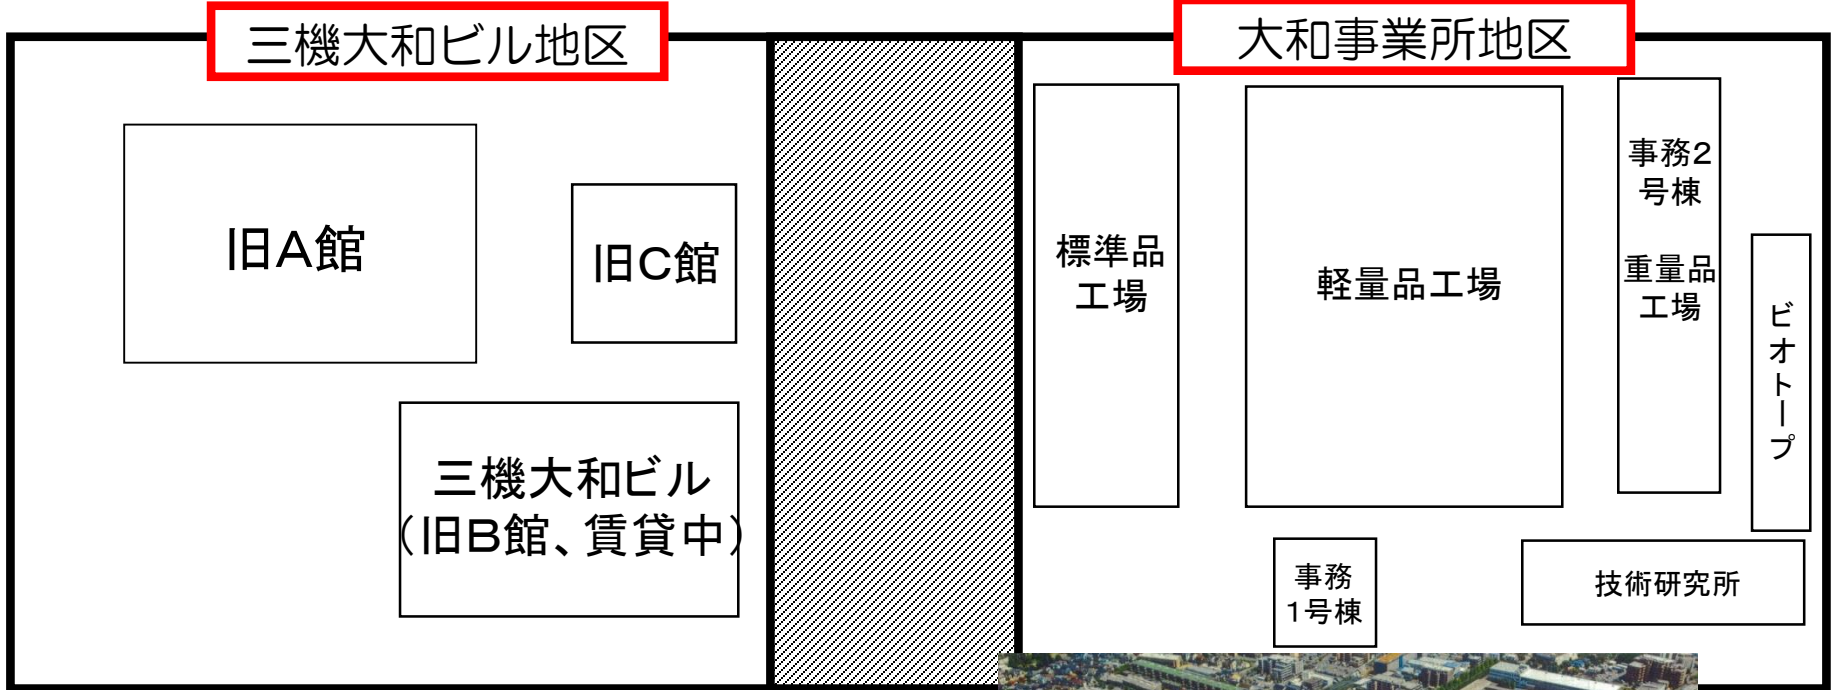 三機大和ビル地区
大和事業所地区
旧A館
旧C館
三機大和ビル
(旧B館、賃貸中)
標準品
工場
軽量品工場
事務2
号棟
重量品
工場
ビオトープ
事務
1号棟
技術研究所